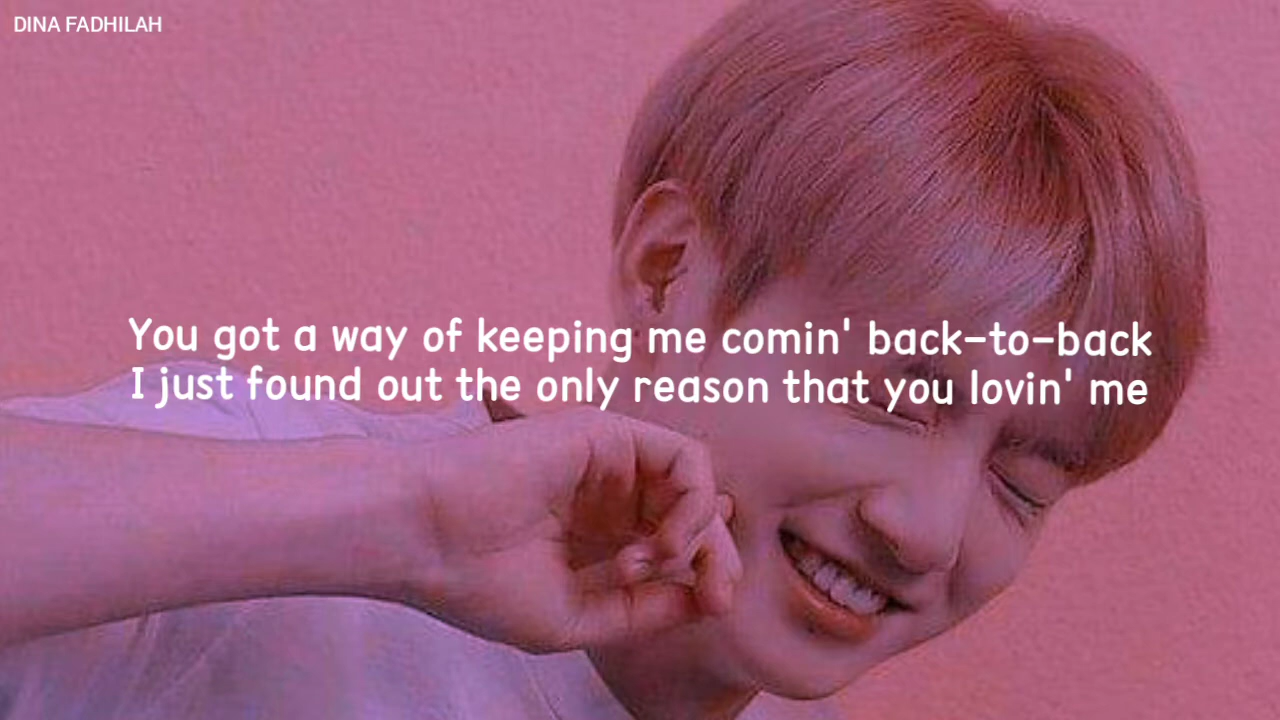 DINA FADHILAH
You got a way of keeping me comin' back-to-back
I just found out the only reason that you lovin' me